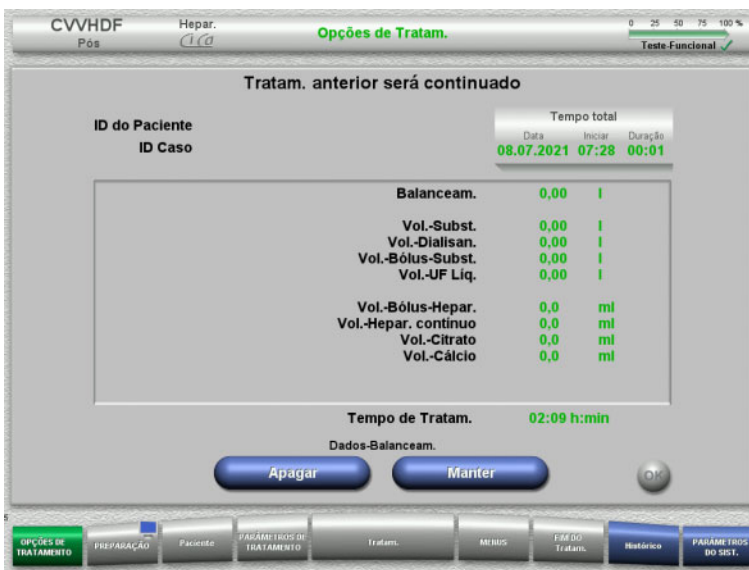 CVVHDF Hepar. Opções de Tratam. 0 25 50 75 100 %
Pós Ci Ca Teste-Funcional
Tratam. anterior será continuado
Tempo total
ID do Paciente
Data Iniciar Duração
ID Caso 08.07.2021 07:28 00:01
Balanceam. 0,00 l
Vol.-Subst. 0,00 l
Vol.-Dialisan. 0,00 l
Vol.-Bólus-Subst. 0,00 l
Vol.-UF Líq. 0,00 l
Vol.-Bólus-Hepar. 0,0 ml
Vol.-Hepar. contínuo 0,0 ml
Vol.-Citrato 0,0 ml
Vol.-Cálcio 0,0 ml
Tempo de Tratam. 02:09 h:min
Dados-Balanceam.
Apagar Manter OK
5
OPÇÕES DE TRATAMENTO
PREPARAÇÃO
Paciente
PARÂMETROS DE TRATAMENTO
Tratam.
MENUS
FIM DO Tratam.
Histórico
PARÂMETROS DO SIST.